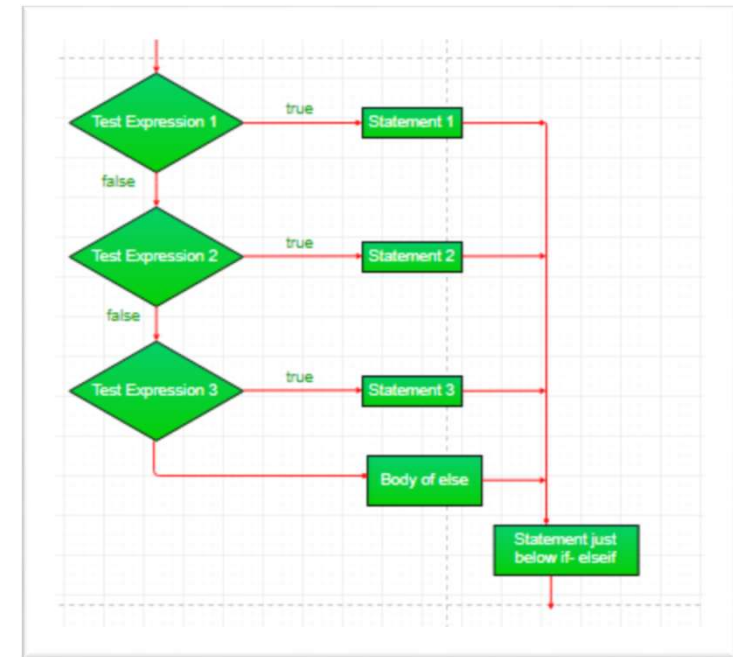 Test Expression 1
true
Statement 1
false
Test Expression 2
true
Statement 2
false
Test Expression 3
true
Statement 3
Body of else
Statement just
below if- elseif